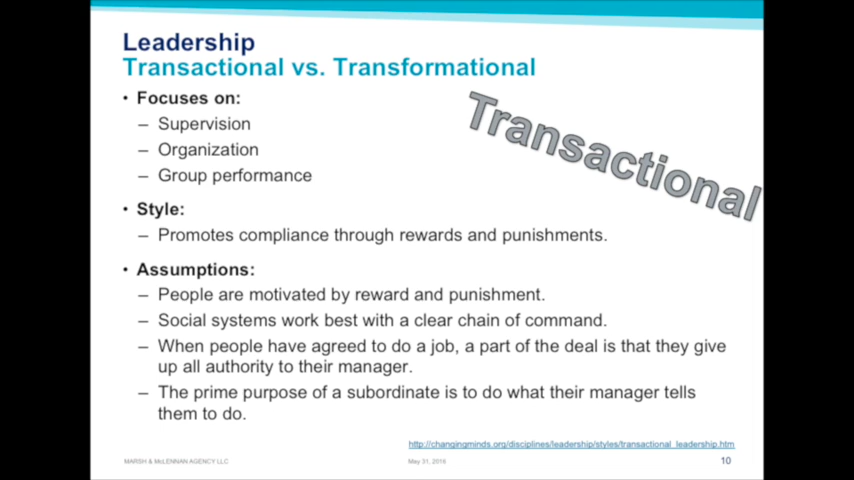 Leadership
Transactional vs. Transformational
Transactional
• Focuses on:
– Supervision
– Organization
– Group performance
• Style:
– Promotes compliance through rewards and punishments.
• Assumptions:
– People are motivated by reward and punishment.
– Social systems work best with a clear chain of command.
– When people have agreed to do a job, a part of the deal is that they give
up all authority to their manager.
– The prime purpose of a subordinate is to do what their manager tells
them to do.
http://changingminds.org/disciplines/leadership/styles/transactional_leadership.htm
MARSH & McLENNAN AGENCY LLC
May 31, 2016
10